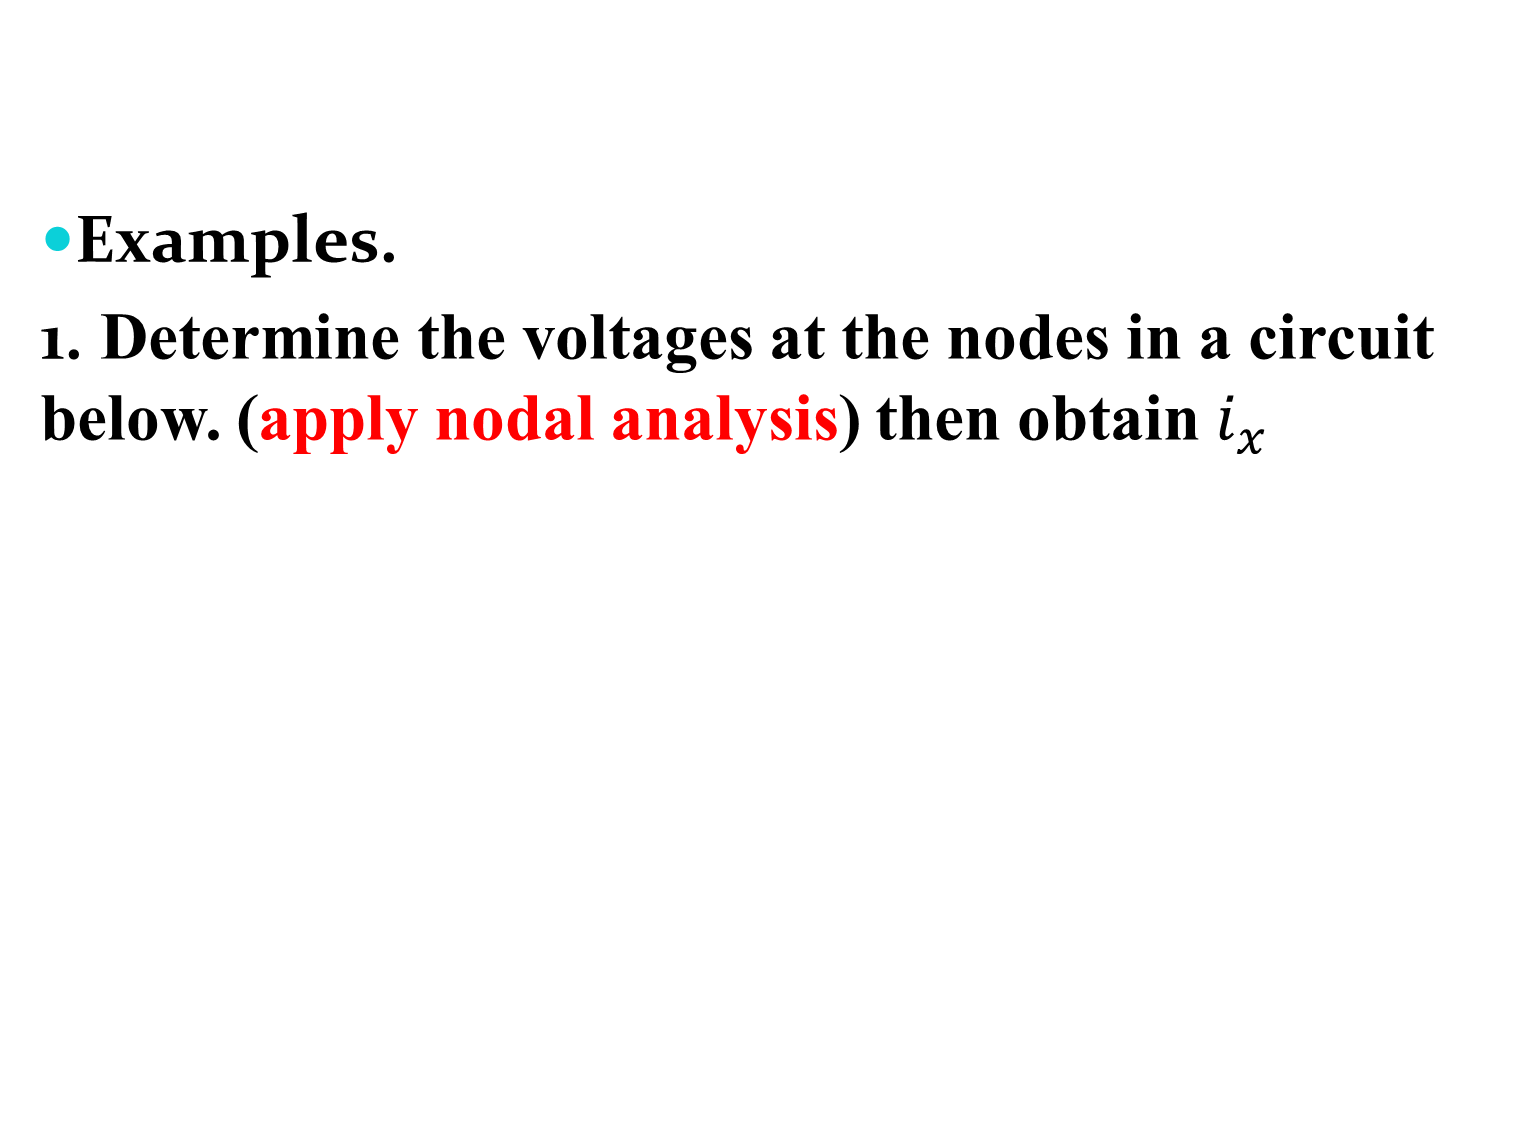 •Examples.
1. Determine the voltages at the nodes in a circuit
below. (apply nodal analysis) then obtain 𝑖ₓ